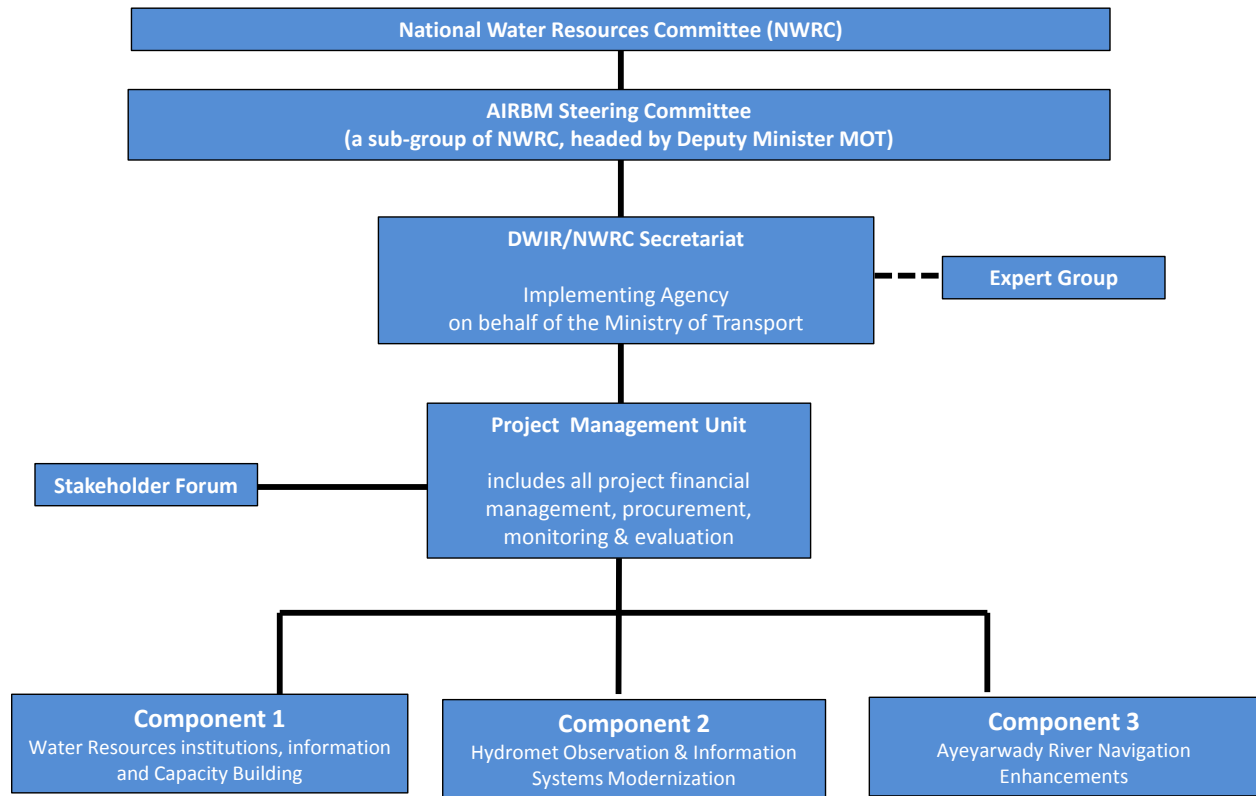 National Water Resources Committee (NWRC)
AIRBM Steering Committee
(a sub-group of NWRC, headed by Deputy Minister MOT)
DWIR/NWRC Secretariat
Implementing Agency
on behalf of the Ministry of Transport
Expert Group
Project Management Unit
includes all project financial
management, procurement,
monitoring & evaluation
Stakeholder Forum
Component 1
Water Resources institutions, information
and Capacity Building
Component 2
Hydromet Observation & Information
Systems Modernization
Component 3
Ayeyarwady River Navigation
Enhancements